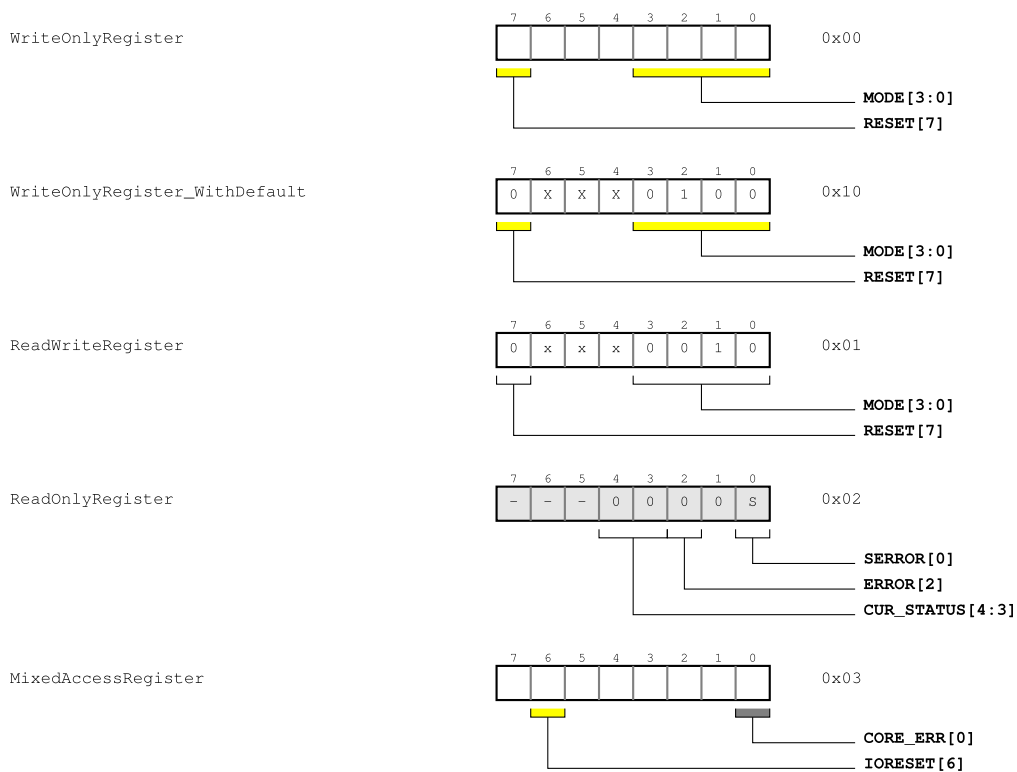 7 6 5 4 3 2 1 0
WriteOnlyRegister 0x00
MODE[3:0]
RESET[7]
7 6 5 4 3 2 1 0
WriteOnlyRegister_WithDefault 0 X X X 0 1 0 0 0x10
MODE[3:0]
RESET[7]
7 6 5 4 3 2 1 0
ReadWriteRegister 0 x x x 0 0 1 0 0x01
MODE[3:0]
RESET[7]
7 6 5 4 3 2 1 0
ReadOnlyRegister - - - 0 0 0 0 S 0x02
SERROR[0]
ERROR[2]
CUR_STATUS[4:3]
7 6 5 4 3 2 1 0
MixedAccessRegister 0x03
CORE_ERR[0]
IORESET[6]